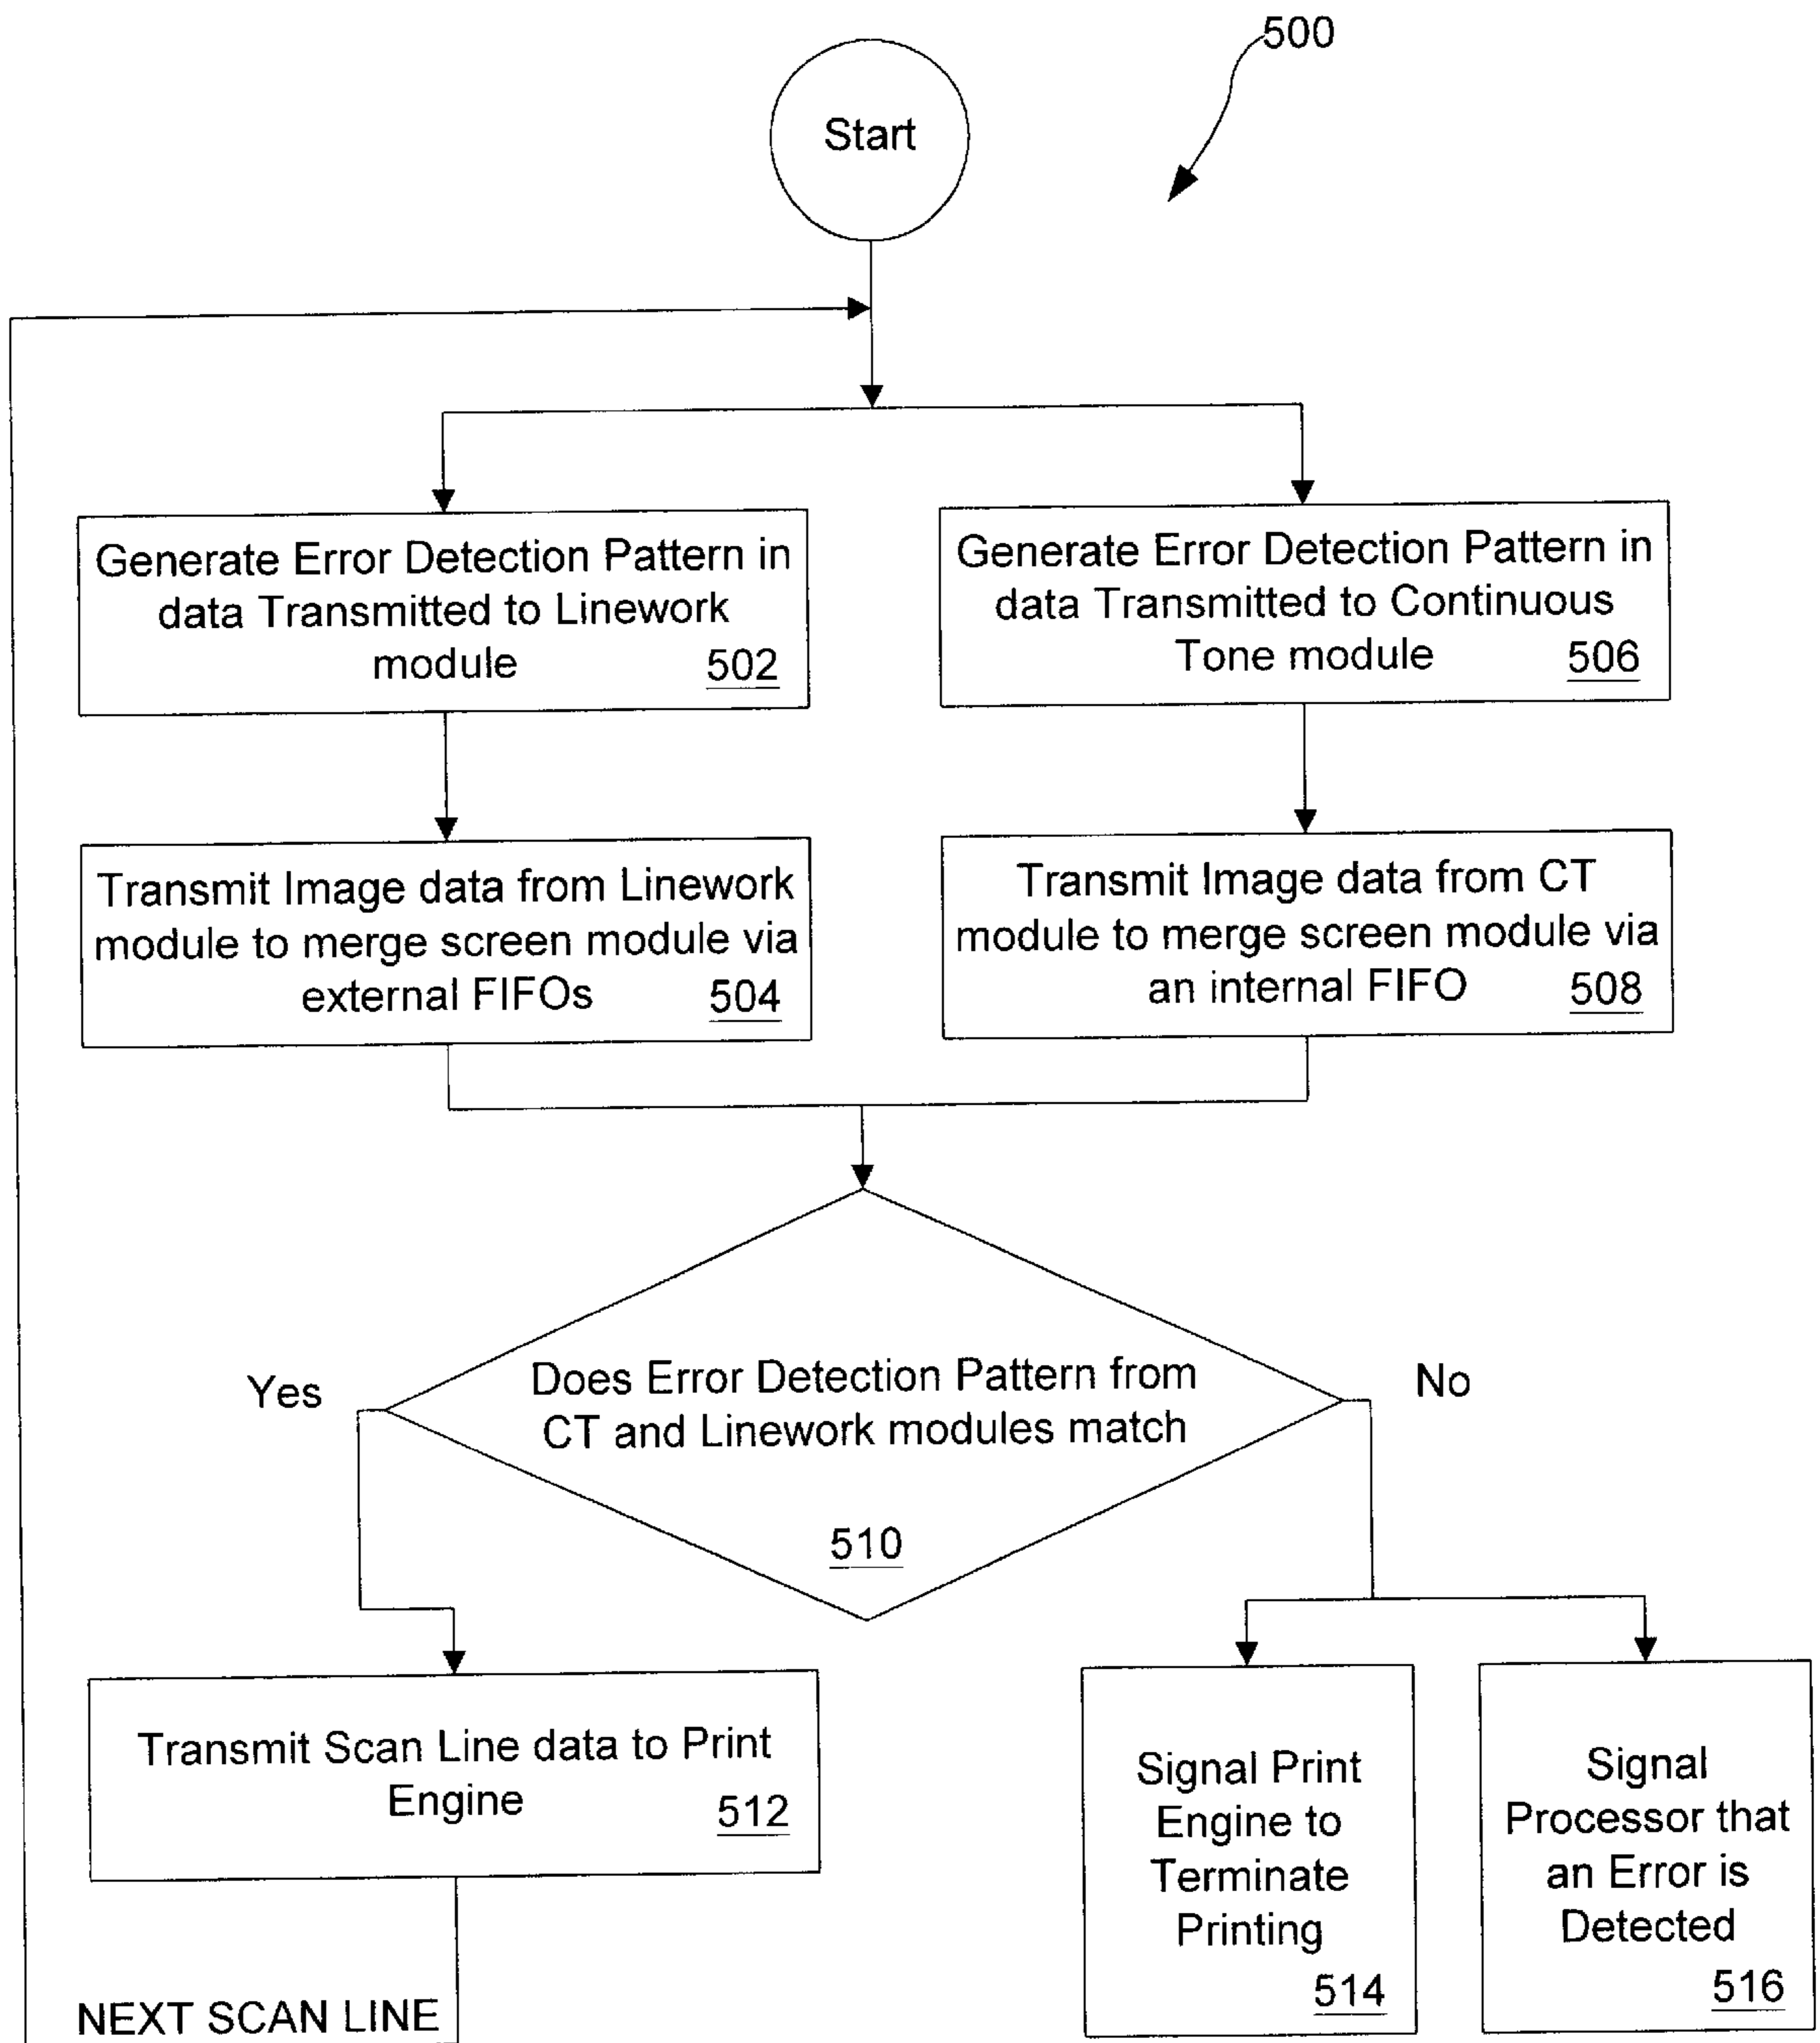 500
Start
Generate Error Detection Pattern in
data Transmitted to Linework
module 502
Generate Error Detection Pattern in
data Transmitted to Continuous
Tone module 506
Transmit Image data from Linework
module to merge screen module via
external FIFOs 504
Transmit Image data from CT
module to merge screen module via
an internal FIFO 508
Does Error Detection Pattern from
CT and Linework modules match
510
Yes
No
Transmit Scan Line data to Print
Engine 512
Signal Print
Engine to
Terminate
Printing
514
Signal
Processor that
an Error is
Detected
516
NEXT SCAN LINE